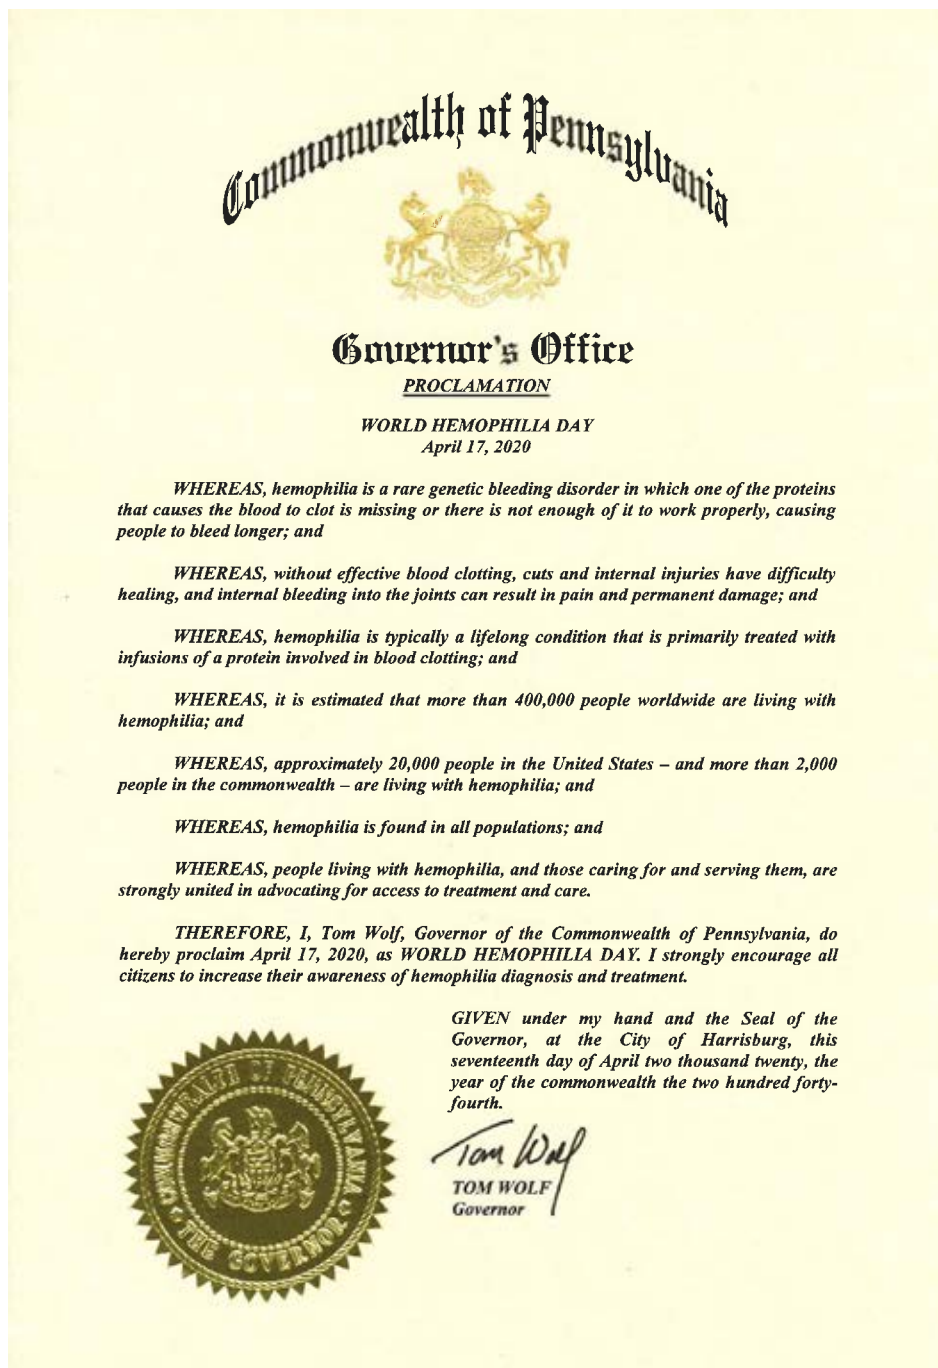 Commonwealth of Pennsylvania
Governor's Office
PROCLAMATION
WORLD HEMOPHILIA DAY
April 17, 2020
WHEREAS, hemophilia is a rare genetic bleeding disorder in which one of the proteins
that causes the blood to clot is missing or there is not enough of it to work properly, causing
people to bleed longer; and
WHEREAS, without effective blood clotting, cuts and internal injuries have difficulty
healing, and internal bleeding into the joints can result in pain and permanent damage; and
WHEREAS, hemophilia is typically a lifelong condition that is primarily treated with
infusions of a protein involved in blood clotting; and
WHEREAS, it is estimated that more than 400,000 people worldwide are living with
hemophilia; and
WHEREAS, approximately 20,000 people in the United States – and more than 2,000
people in the commonwealth – are living with hemophilia; and
WHEREAS, hemophilia is found in all populations; and
WHEREAS, people living with hemophilia, and those caring for and serving them, are
strongly united in advocating for access to treatment and care.
THEREFORE, I, Tom Wolf, Governor of the Commonwealth of Pennsylvania, do
hereby proclaim April 17, 2020, as WORLD HEMOPHILIA DAY. I strongly encourage all
citizens to increase their awareness of hemophilia diagnosis and treatment.
GIVEN under my hand and the Seal of the
Governor, at the City of Harrisburg, this
seventeenth day of April two thousand twenty, the
year of the commonwealth the two hundred forty-
fourth.
Tom Wolf
TOM WOLF
Governor
COMMONWEALTH OF PENNSYLVANIA
THE GOVERNOR